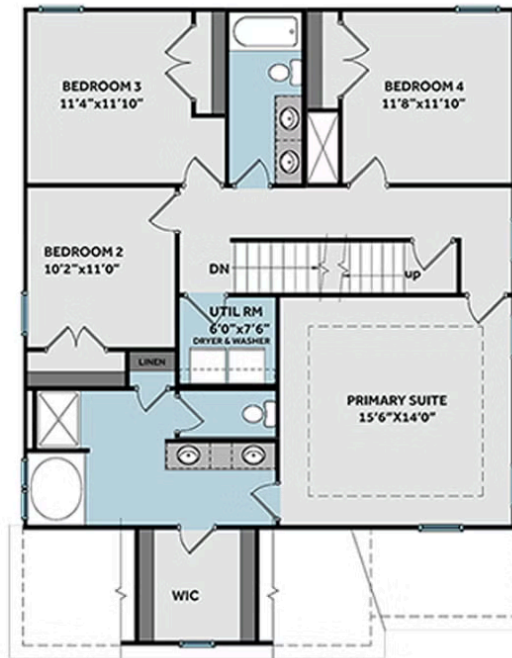 BEDROOM 3
11'4"x11'10"
BEDROOM 4
11'8"x11'10"
BEDROOM 2
10'2"x11'0"
DN
up
UTIL RM
6'0"x7'6"
DRYER & WASHER
LINEN
PRIMARY SUITE
15'6"X14'0"
WIC